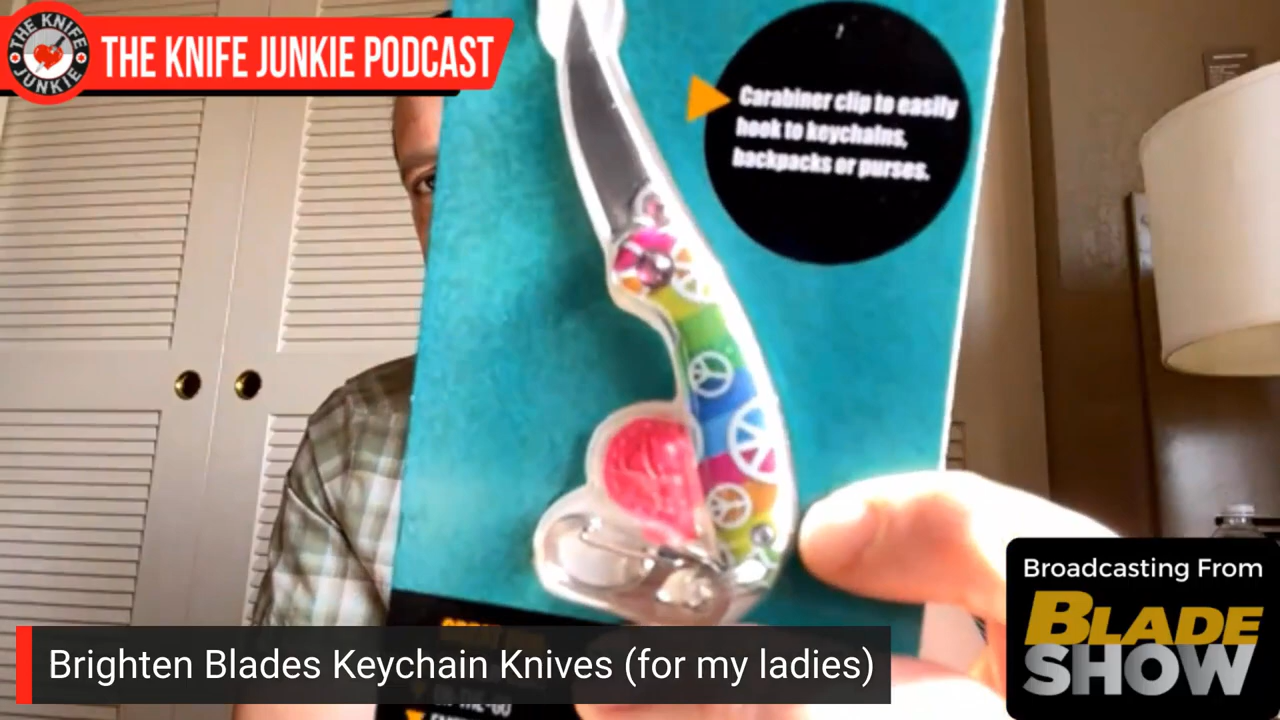 THE KNIFE JUNKIE
THE KNIFE JUNKIE PODCAST
Carabiner clip to easily
hook to keychains,
backpacks or purses.
Broadcasting From
BLADE
SHOW
Brighten Blades Keychain Knives (for my ladies)